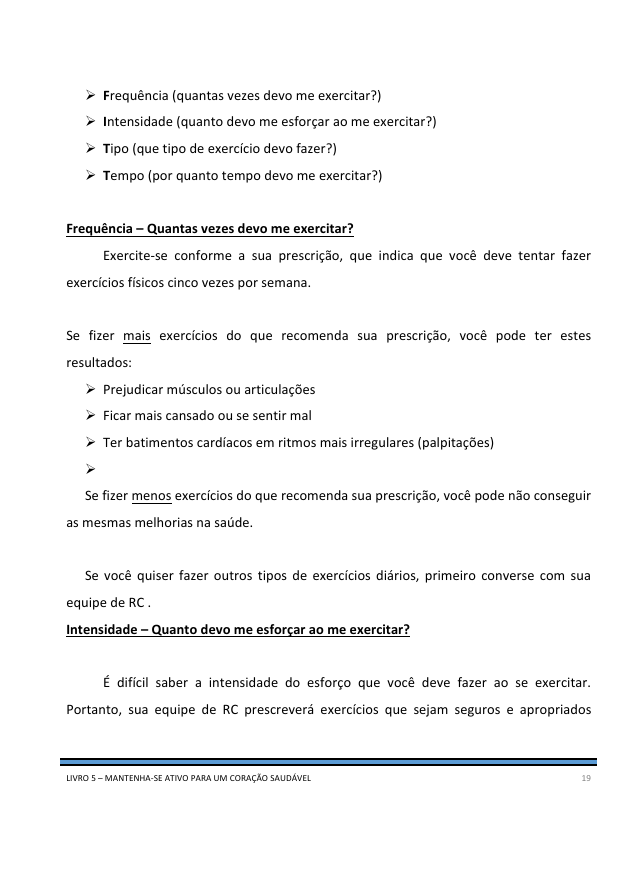 ➢ Frequência (quantas vezes devo me exercitar?)
➢ Intensidade (quanto devo me esforçar ao me exercitar?)
➢ Tipo (que tipo de exercício devo fazer?)
➢ Tempo (por quanto tempo devo me exercitar?)
Frequência – Quantas vezes devo me exercitar?
Exercite-se conforme a sua prescrição, que indica que você deve tentar fazer
exercícios físicos cinco vezes por semana.
Se fizer mais exercícios do que recomenda sua prescrição, você pode ter estes
resultados:
➢ Prejudicar músculos ou articulações
➢ Ficar mais cansado ou se sentir mal
➢ Ter batimentos cardíacos em ritmos mais irregulares (palpitações)
➢
Se fizer menos exercícios do que recomenda sua prescrição, você pode não conseguir
as mesmas melhorias na saúde.
Se você quiser fazer outros tipos de exercícios diários, primeiro converse com sua
equipe de RC .
Intensidade – Quanto devo me esforçar ao me exercitar?
É difícil saber a intensidade do esforço que você deve fazer ao se exercitar.
Portanto, sua equipe de RC prescreverá exercícios que sejam seguros e apropriados
LIVRO 5 – MANTENHA-SE ATIVO PARA UM CORAÇÃO SAUDÁVEL 19